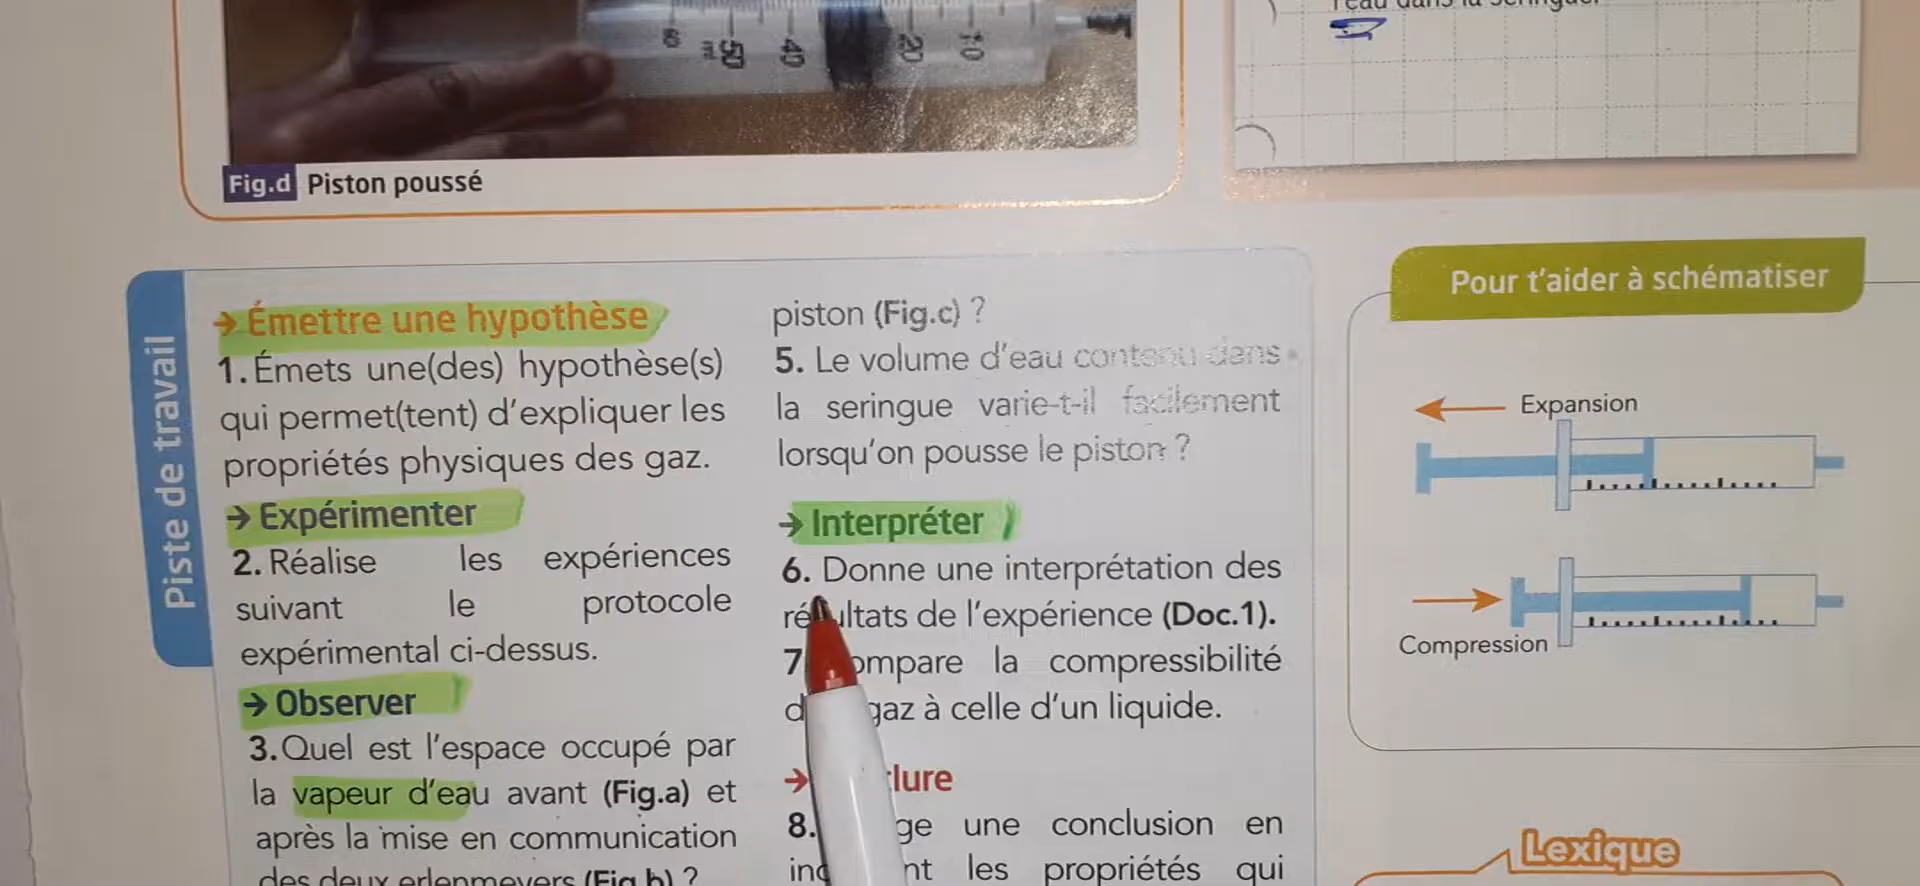 l'eau dans la seringue.
50
40
20
10
Fig.d Piston poussé
Piste de travail
→ Émettre une hypothèse
1. Émets une(des) hypothèse(s)
qui permet(tent) d'expliquer les
propriétés physiques des gaz.
→ Expérimenter
2. Réalise les expériences
suivant le protocole
expérimental ci-dessus.
→ Observer
3. Quel est l'espace occupé par
la vapeur d'eau avant (Fig.a) et
après la mise en communication
des deux erlenmeyers (Fig.b) ?
piston (Fig.c) ?
5. Le volume d'eau contenu dans
la seringue varie-t-il facilement
lorsqu'on pousse le piston ?
→ Interpréter
6. Donne une interprétation des
résultats de l'expérience (Doc.1).
7 ompare la compressibilité
gaz à celle d'un liquide.
→ lure
8. ge une conclusion en
les propriétés qui
Pour t'aider à schématiser
Expansion
Compression
Lexique